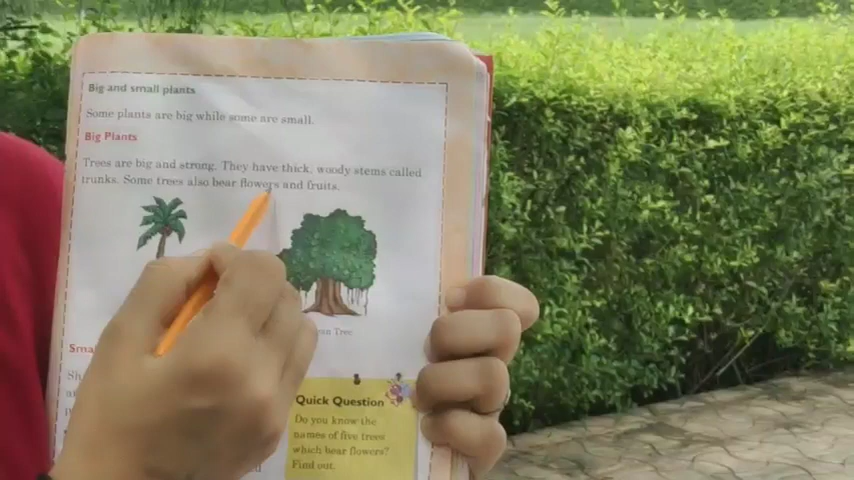 Big and small plants
Some plants are big while some are small.
Big Plants
Trees are big and strong. They have thick, woody stems called
trunks. Some trees also bear flowers and fruits.
Tree
Quick Question
Do you know the
names of five trees
which bear flowers?
Find out.